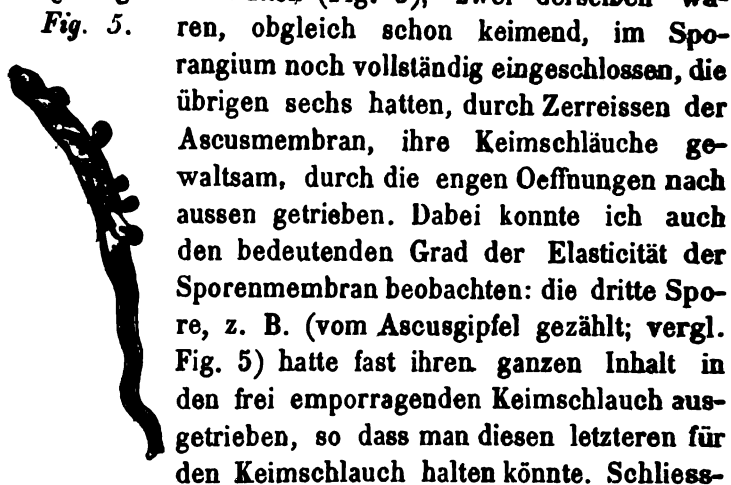 Fig. 5.
ren, obgleich schon keimend, im Spo-
rangium noch vollständig eingeschlossen, die
übrigen sechs hatten, durch Zerreissen der
Ascusmembran, ihre Keimschläuche ge-
waltsam, durch die engen Oeffnungen nach
aussen getrieben. Dabei konnte ich auch
den bedeutenden Grad der Elasticität der
Sporenmembran beobachten: die dritte Spo-
re, z. B. (vom Ascusgipfel gezählt; vergl.
Fig. 5) hatte fast ihren ganzen Inhalt in
den frei emporragenden Keimschlauch aus-
getrieben, so dass man diesen letzteren für
den Keimschlauch halten könnte. Schliess-